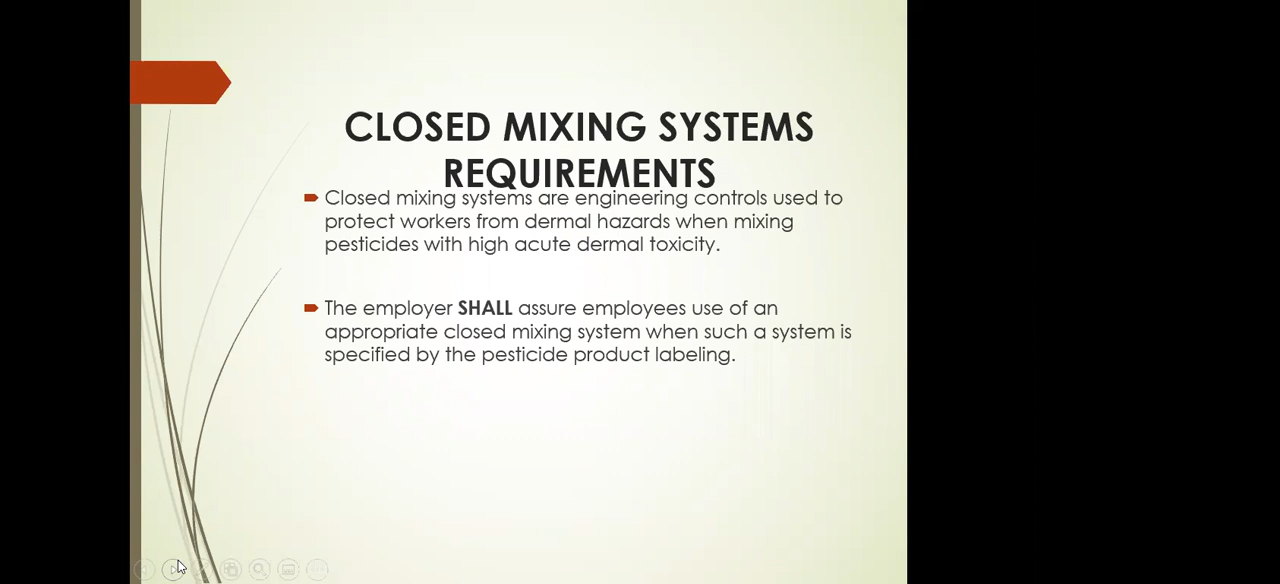 CLOSED MIXING SYSTEMS
REQUIREMENTS
Closed mixing systems are engineering controls used to
protect workers from dermal hazards when mixing
pesticides with high acute dermal toxicity.
The employer SHALL assure employees use of an
appropriate closed mixing system when such a system is
specified by the pesticide product labeling.